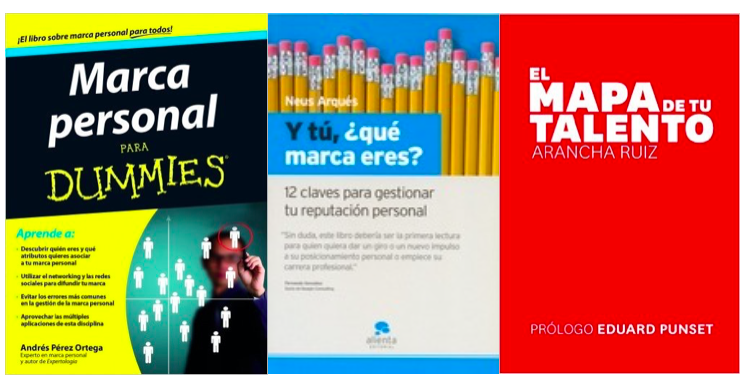 ¡El libro sobre marca personal para todos!
Marca
personal
PARA
DUMMIES®
Aprende a:
• Descubrir quién eres y qué
atributos quieres asociar
a tu marca personal
• Utilizar el networking y las redes
sociales para difundir tu marca
• Evitar los errores más comunes
en la gestión de la marca personal
• Aprovechar las múltiples
aplicaciones de esta disciplina
Andrés Pérez Ortega
Experto en marca personal
y autor de Expertología
Neus Arqués
Y tú, ¿qué
marca eres?
12 claves para gestionar
tu reputación personal
"Sin duda, este libro debería ser la primera lectura
para quien quiera dar un giro o un nuevo impulso
a su posicionamiento personal o empiece su
carrera profesional."
alienta
EDITORIAL
EL
MAPA DE TU
TALENTO
ARANCHA RUIZ
PRÓLOGO EDUARD PUNSET